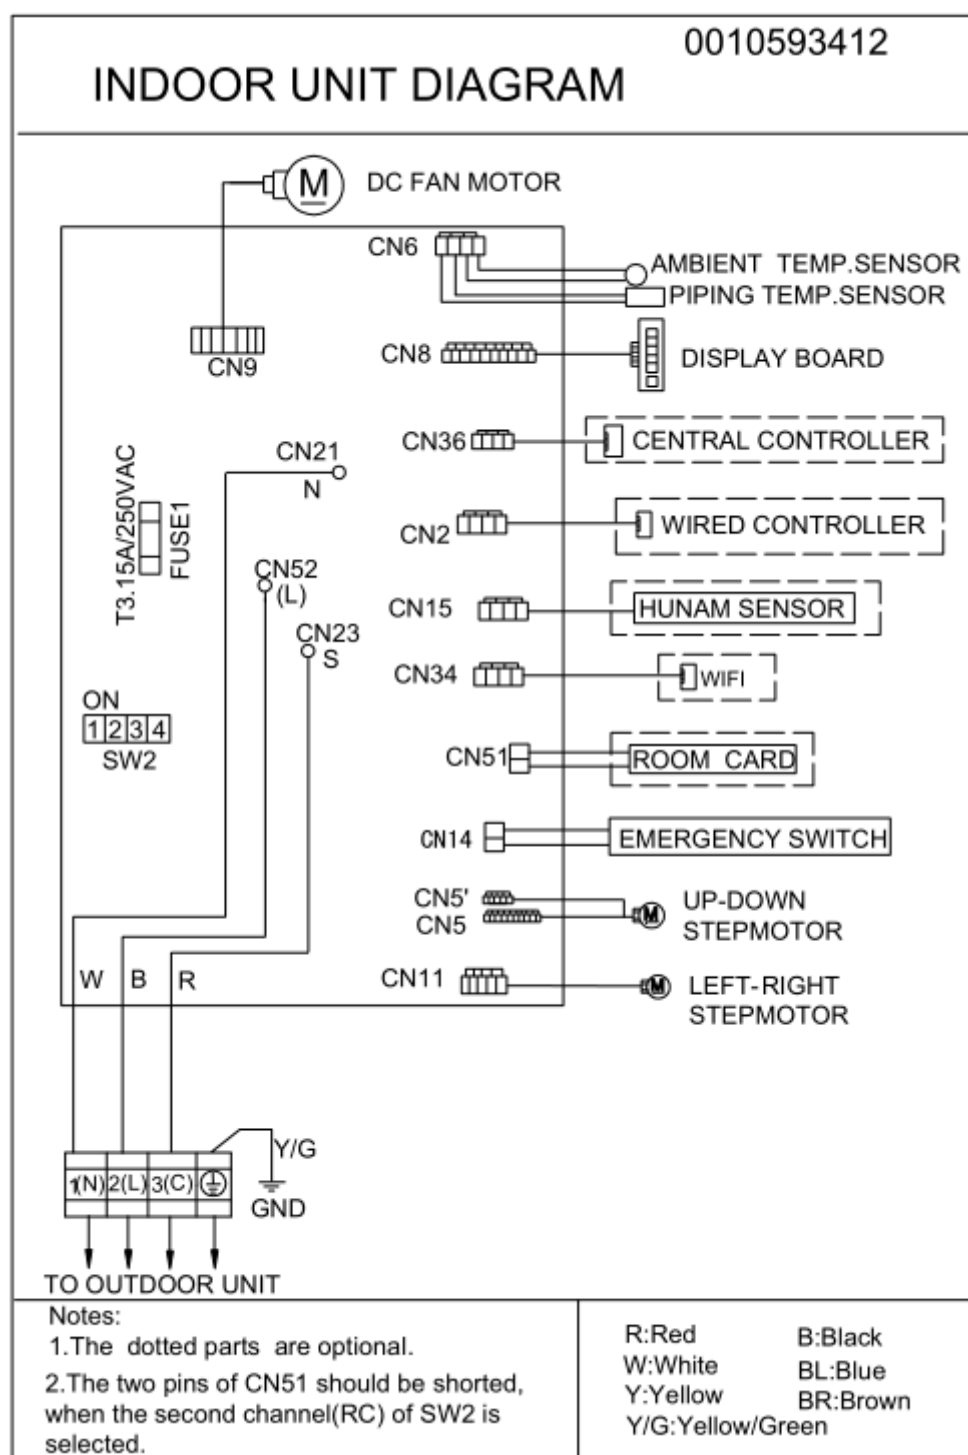 0010593412
INDOOR UNIT DIAGRAM
M
DC FAN MOTOR
CN6
AMBIENT TEMP.SENSOR
PIPING TEMP.SENSOR
CN9
CN8
DISPLAY BOARD
CN36
CENTRAL CONTROLLER
CN21
N
T3.15A/250VAC
FUSE1
CN2
WIRED CONTROLLER
CN52
(L)
CN15
HUNAM SENSOR
CN23
S
CN34
WIFI
ON
1 2 3 4
SW2
CN51
ROOM CARD
CN14
EMERGENCY SWITCH
CN5'
CN5
M
UP-DOWN
STEPMOTOR
W B R
CN11
M
LEFT-RIGHT
STEPMOTOR
Y/G
1(N) 2(L) 3(C)
GND
TO OUTDOOR UNIT
Notes:
1.The dotted parts are optional.
2.The two pins of CN51 should be shorted,
when the second channel(RC) of SW2 is
selected.
R:Red B:Black
W:White BL:Blue
Y:Yellow BR:Brown
Y/G:Yellow/Green